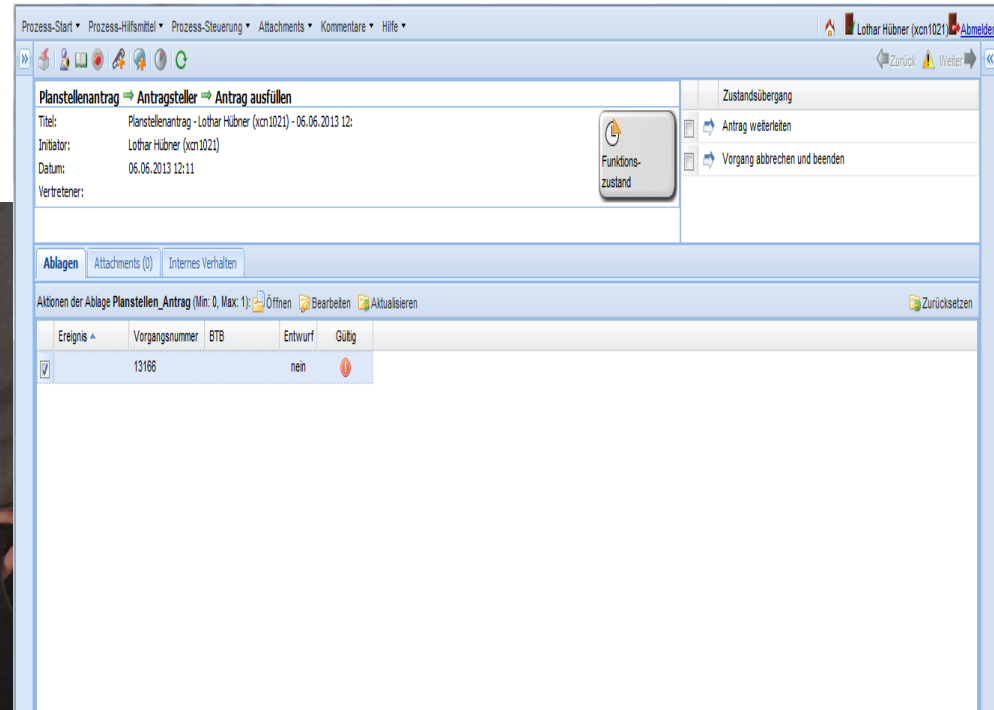 Prozess-Start Prozess-Hilfsmittel Prozess-Steuerung Attachments Kommentare Hilfe Lothar Hübner (xcn1021) Abmelden
Zurück Weiter
Planstellenantrag ⇒ Antragsteller ⇒ Antrag ausfüllen
Titel: Planstellenantrag - Lothar Hübner (xcn1021) - 06.06.2013 12:
Initiator: Lothar Hübner (xcn1021)
Datum: 06.06.2013 12:11
Vertretener:
Funktions-
zustand
Zustandsübergang
Antrag weiterleiten
Vorgang abbrechen und beenden
Ablagen Attachments (0) Internes Verhalten
Aktionen der Ablage Planstellen_Antrag (Min: 0, Max: 1): Öffnen Bearbeiten Aktualisieren Zurücksetzen
Ereignis Vorgangsnummer BTB Entwurf Gültig
13166 nein